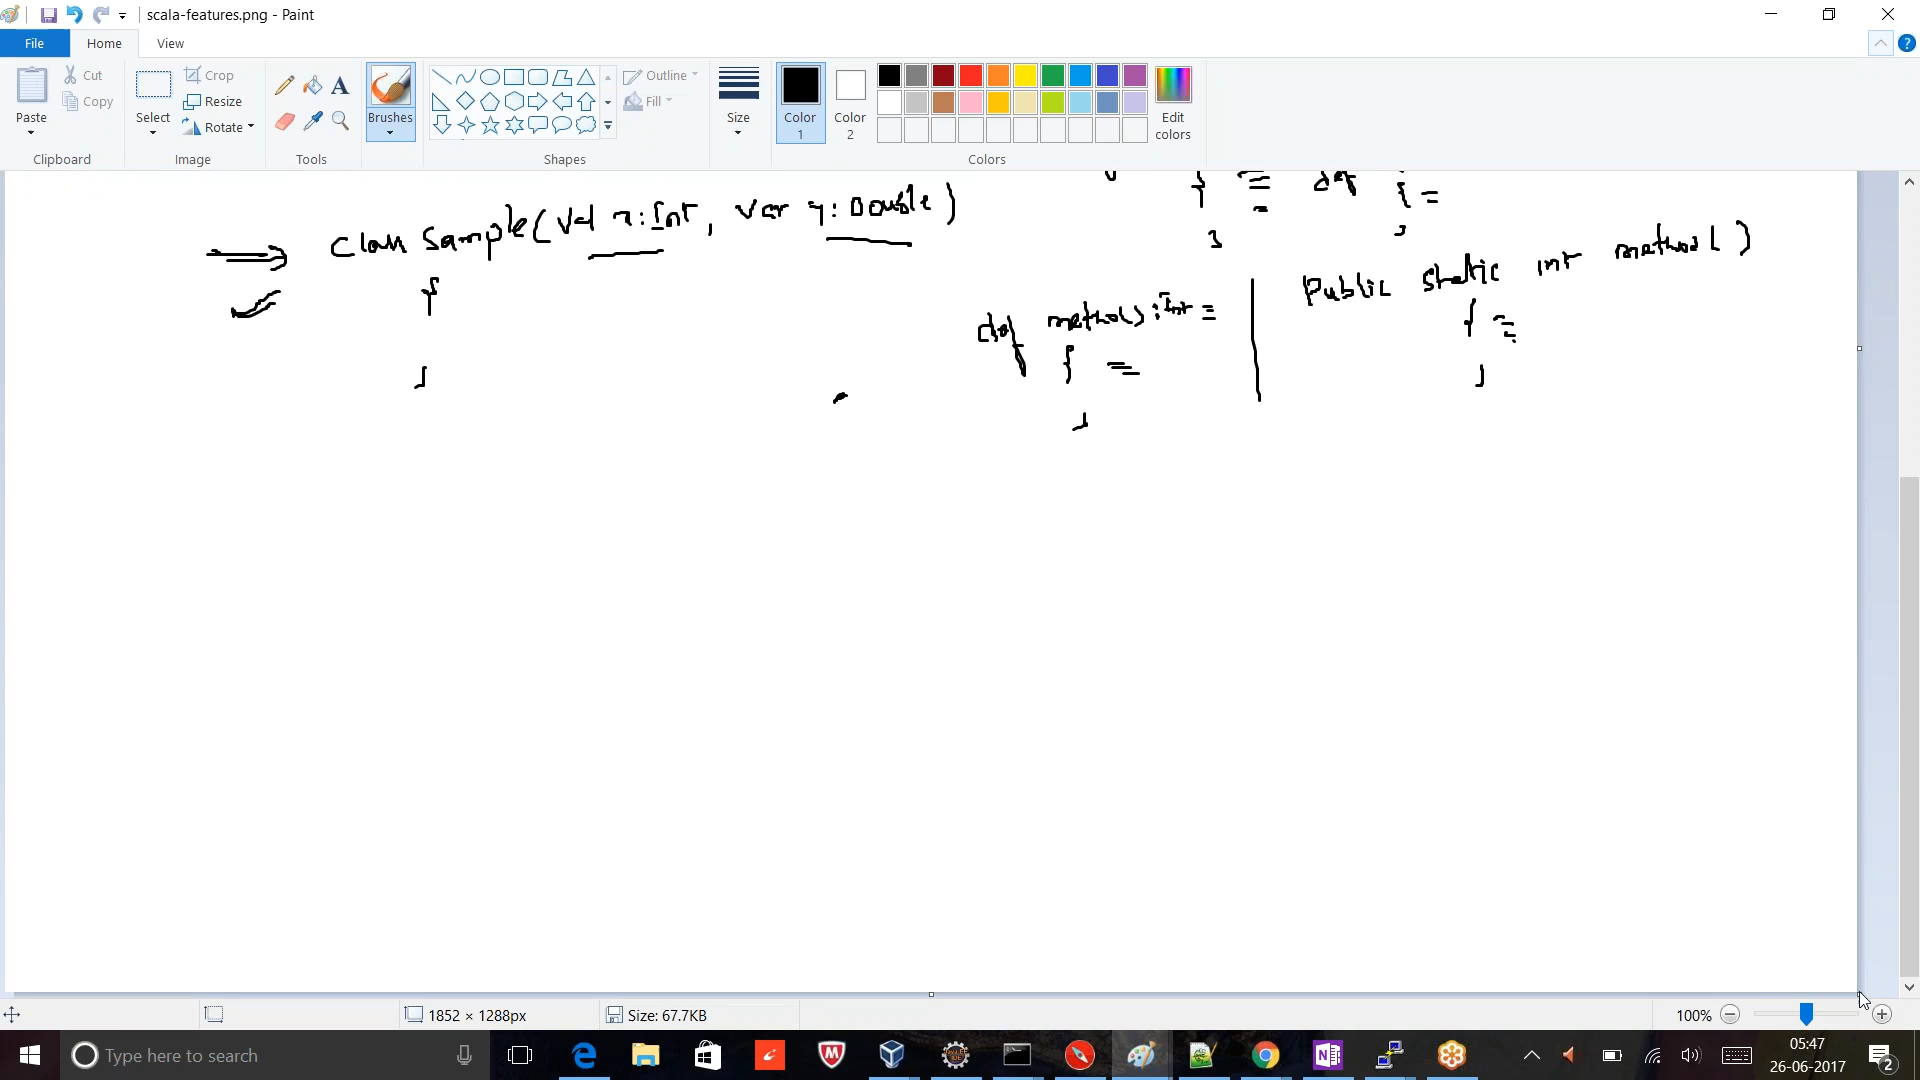 scala-features.png - Paint
File Home View
Paste
Cut
Copy
Clipboard
Select
Crop
Resize
Rotate
Image
Tools
Brushes
Shapes
Outline
Fill
Size
Color 1
Color 2
Edit colors
Colors
def { =
}
class Sample(val x:Int, var y:Double)
{
}
def method():Int =
{ =
}
Public static int method()
{ =
}
1852 × 1288px
Size: 67.7KB
100%
Type here to search
05:47
26-06-2017
2